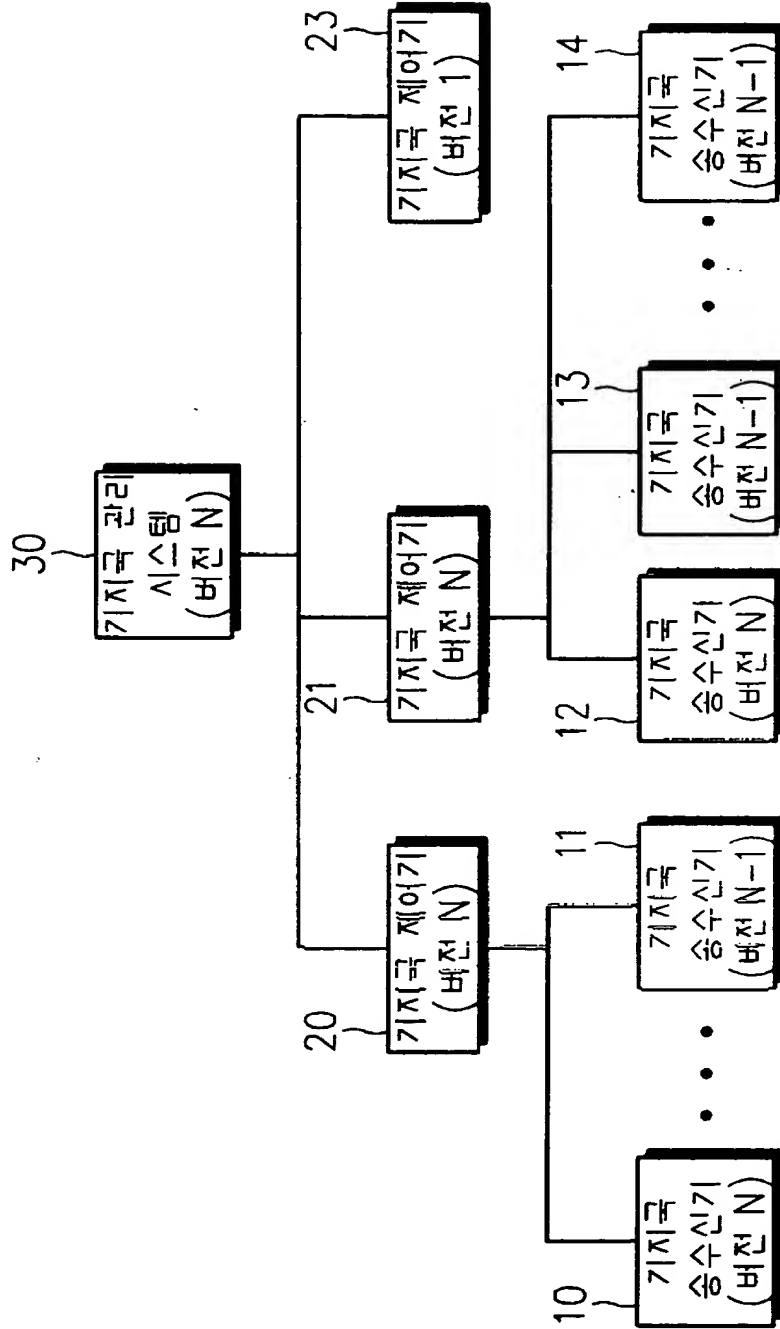 30
기지국 관리
시스템
(버전 N)
20
기지국 제어기
(버전 N)
21
기지국 제어기
(버전 N)
23
기지국 제어기
(버전 1)
10
기지국
송수신기
(버전 N)
11
기지국
송수신기
(버전 N-1)
12
기지국
송수신기
(버전 N)
13
기지국
송수신기
(버전 N-1)
14
기지국
송수신기
(버전 N-1)